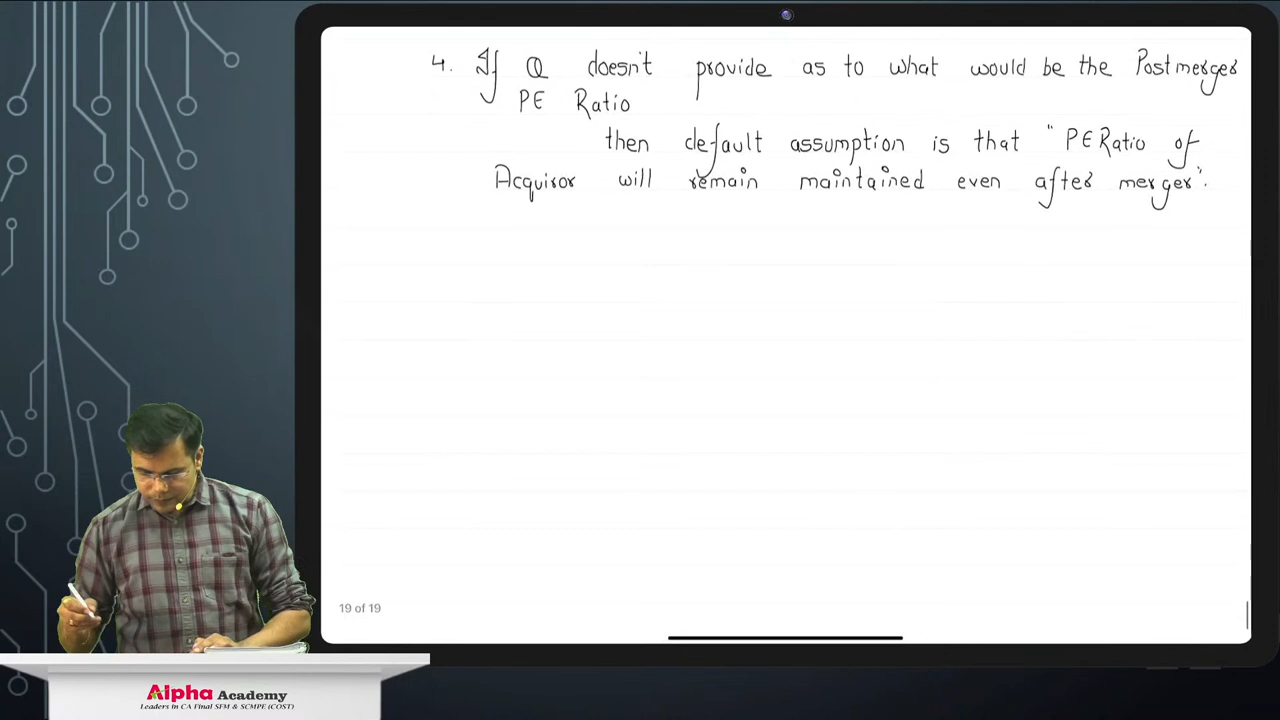 4. If Q doesn't provide as to what would be the Postmerger
PE Ratio
then default assumption is that "PE Ratio of
Acquiror will remain maintained even after merger".
19 of 19
Alpha Academy
Leaders in CA Final SFM & SCMPE (COST)